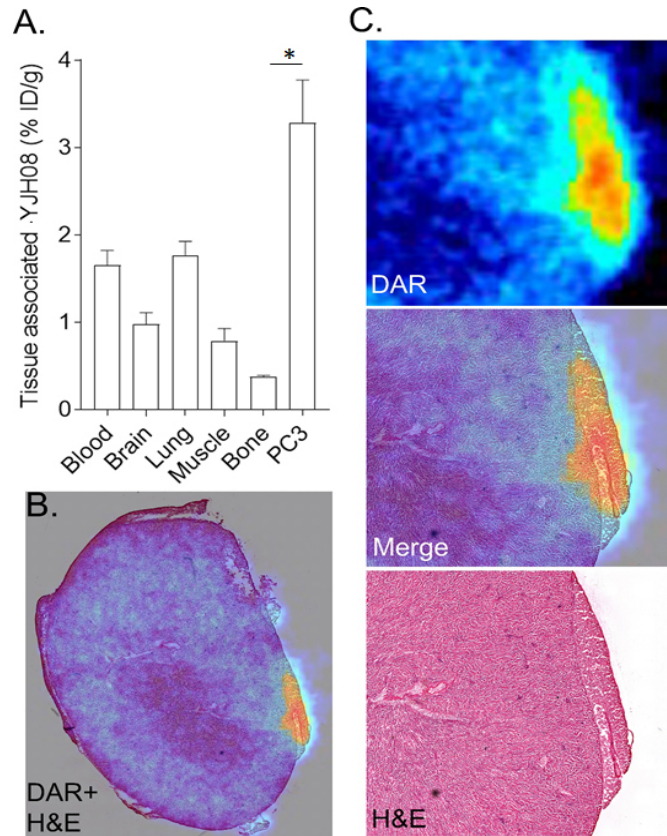 A.
Tissue associated ·YJH08 (% ID/g)
4
3
2
1
0
*
Blood
Brain
Lung
Muscle
Bone
PC3
B.
DAR+
H&E
C.
DAR
Merge
H&E